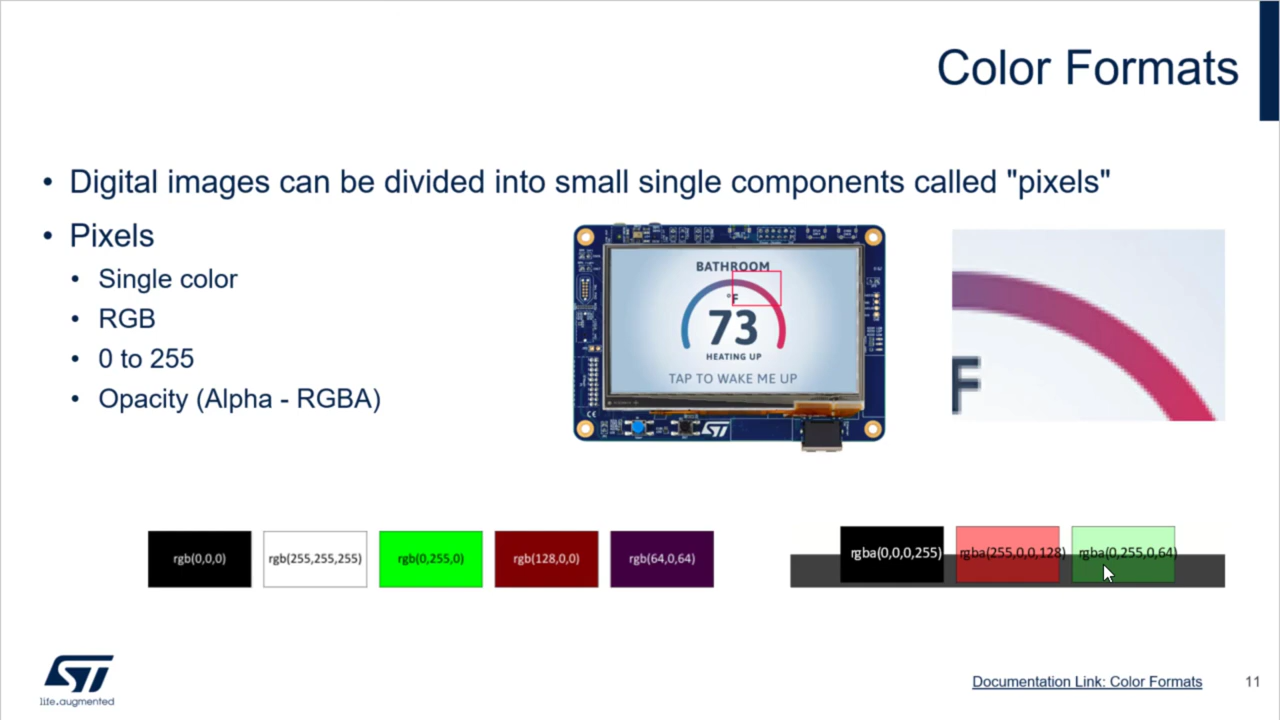 Color Formats
• Digital images can be divided into small single components called "pixels"
• Pixels
• Single color
• RGB
• 0 to 255
• Opacity (Alpha - RGBA)
BATHROOM
°F
73
HEATING UP
TAP TO WAKE ME UP
CE
ST
F
rgb(0,0,0)
rgb(255,255,255)
rgb(0,255,0)
rgb(128,0,0)
rgb(64,0,64)
rgba(0,0,0,255)
rgba(255,0,0,128)
rgba(0,255,0,64)
ST
life.augmented
Documentation Link: Color Formats
11